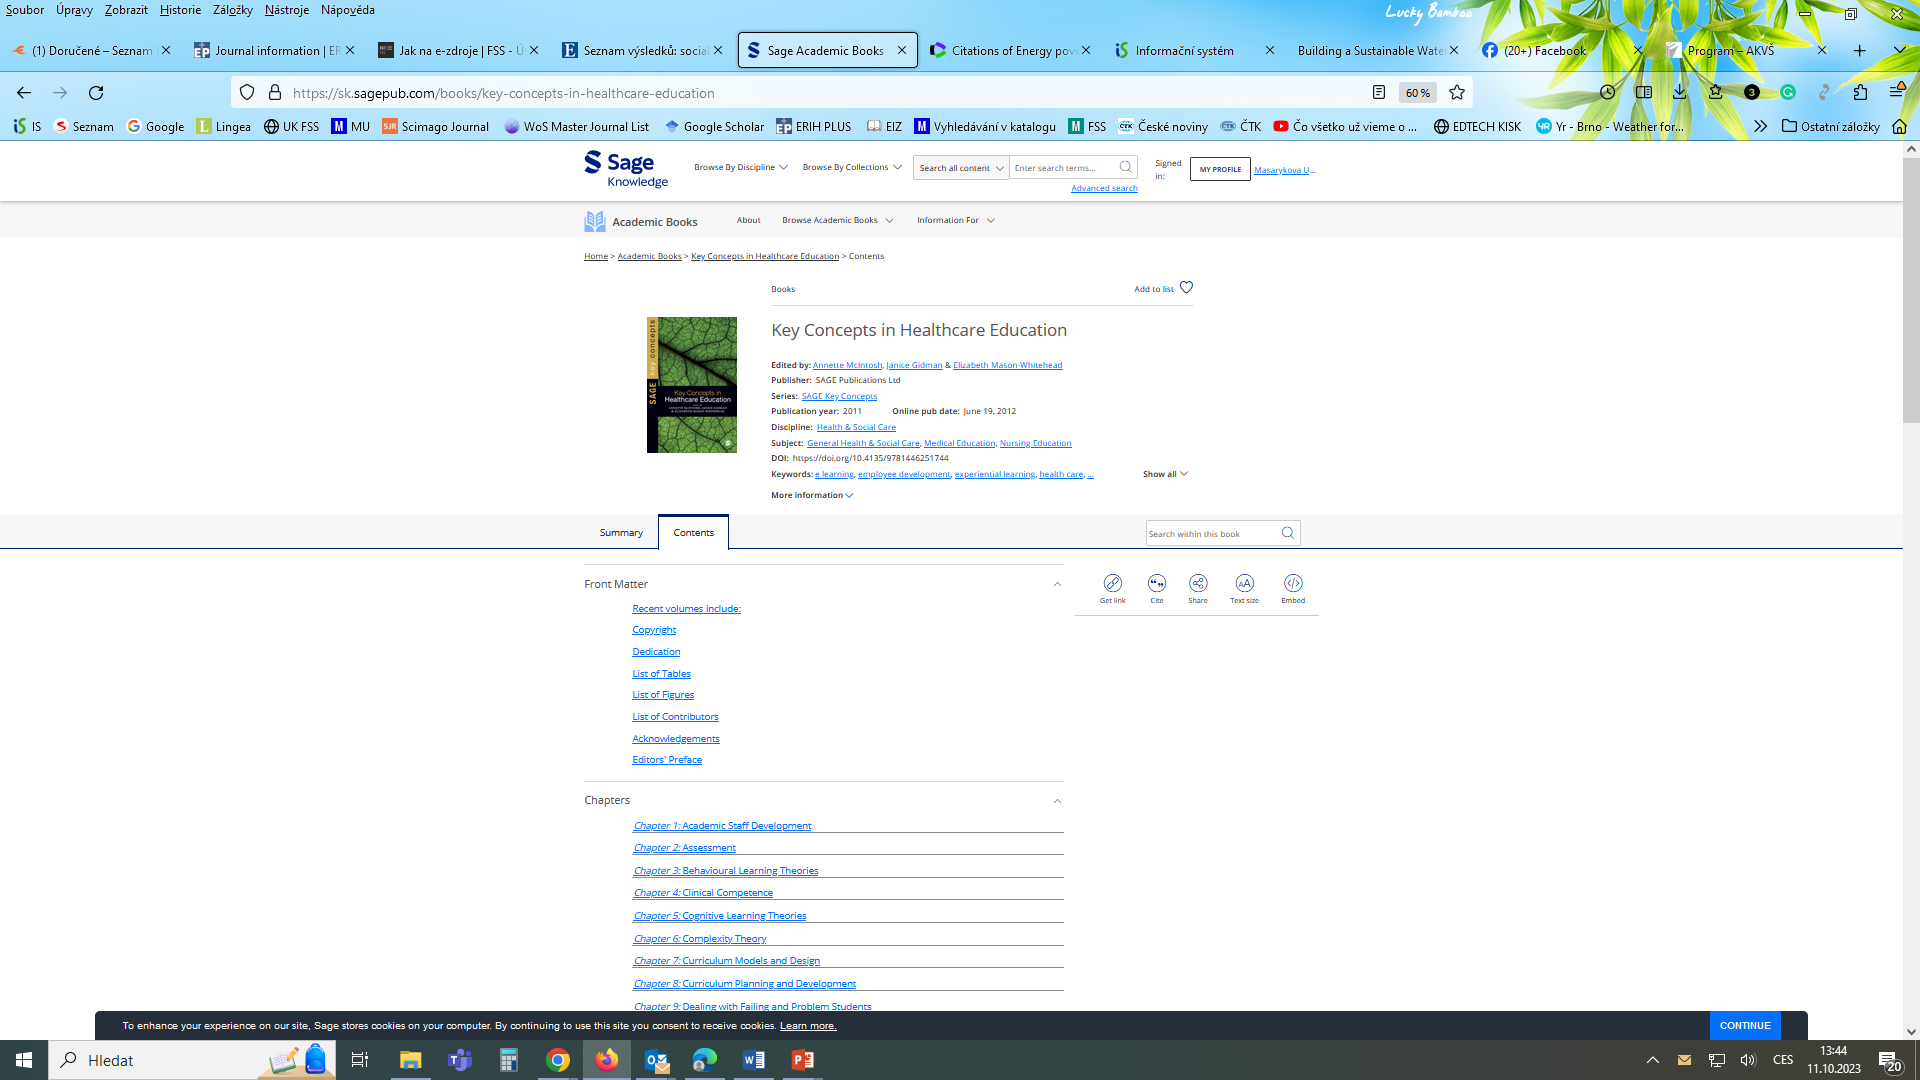 Soubor Úpravy Zobrazit Historie Záložky Nástroje Nápověda
Lucky Bamboo
(1) Doručené – Seznam
Journal information | ER
Jak na e-zdroje | FSS - Ú
Seznam výsledků: social
Sage Academic Books
Citations of Energy pov
Informační systém
Building a Sustainable Wate
(20+) Facebook
Program – AKVŠ
https://sk.sagepub.com/books/key-concepts-in-healthcare-education
60 %
3
IS Seznam Google Lingea UK FSS MU Scimago Journal WoS Master Journal List Google Scholar ERIH PLUS EIZ Vyhledávání v katalogu FSS České noviny ČTK Čo všetko už vieme o ... EDTECH KISK Yr - Brno - Weather for... Ostatní záložky
Sage
Knowledge
Browse By Discipline Browse By Collections Search all content Enter search terms...
Advanced search
Signed
in:
MY PROFILE
Masarykova U...
Academic Books About Browse Academic Books Information For
Home > Academic Books > Key Concepts in Healthcare Education > Contents
Books Add to list
SAGE key concepts
Key Concepts in
Healthcare Education
Key Concepts in Healthcare Education
Edited by: Annette McIntosh, Janice Gidman & Elizabeth Mason-Whitehead
Publisher: SAGE Publications Ltd
Series: SAGE Key Concepts
Publication year: 2011 Online pub date: June 19, 2012
Discipline: Health & Social Care
Subject: General Health & Social Care, Medical Education, Nursing Education
DOI: https://doi.org/10.4135/9781446251744
Keywords: e learning, employee development, experiential learning, health care, ... Show all
More information
Summary Contents Search within this book
Front Matter
Get link Cite Share Text size Embed
Recent volumes include:
Copyright
Dedication
List of Tables
List of Figures
List of Contributors
Acknowledgements
Editors' Preface
Chapters
Chapter 1: Academic Staff Development
Chapter 2: Assessment
Chapter 3: Behavioural Learning Theories
Chapter 4: Clinical Competence
Chapter 5: Cognitive Learning Theories
Chapter 6: Complexity Theory
Chapter 7: Curriculum Models and Design
Chapter 8: Curriculum Planning and Development
Chapter 9: Dealing with Failing and Problem Students
To enhance your experience on our site, Sage stores cookies on your computer. By continuing to use this site you consent to receive cookies. Learn more.
CONTINUE
Hledat
CES
13:44
11.10.2023
20